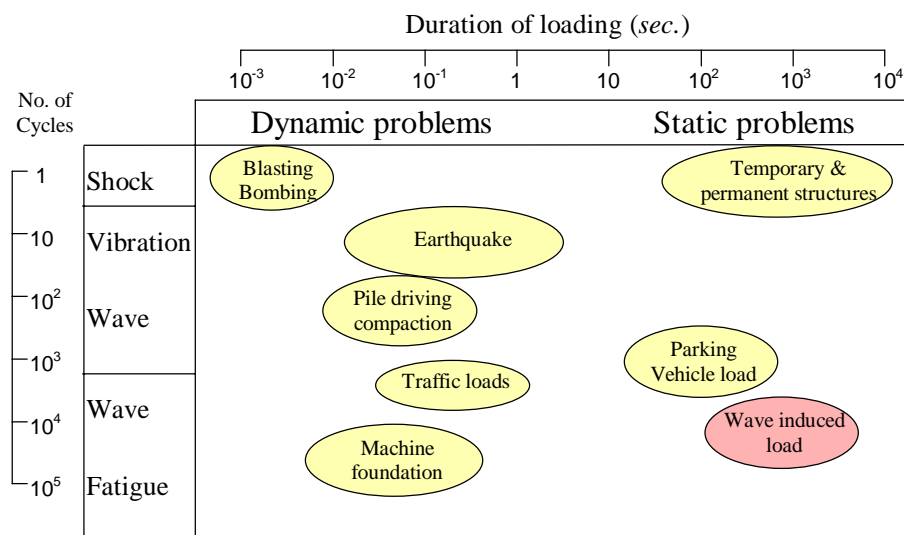 Duration of loading (sec.)
10⁻³ 10⁻² 10⁻¹ 1 10 10² 10³ 10⁴
No. of
Cycles
Dynamic problems Static problems
1
Shock
Blasting
Bombing
Temporary &
permanent structures
10
Vibration
Earthquake
10²
Wave
Pile driving
compaction
10³
Parking
Vehicle load
Traffic loads
Wave
10⁴
Wave induced
load
Machine
foundation
10⁵
Fatigue